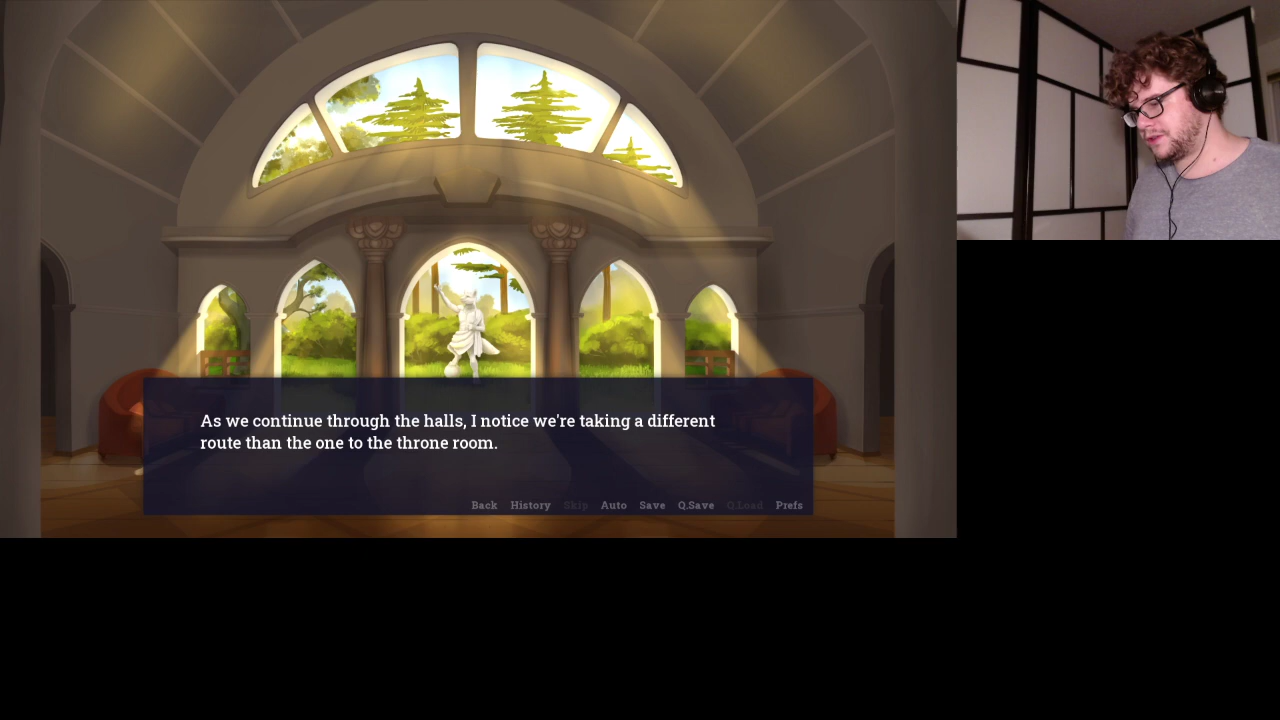 As we continue through the halls, I notice we're taking a different
route than the one to the throne room.
Back History Skip Auto Save Q.Save Q.Load Prefs